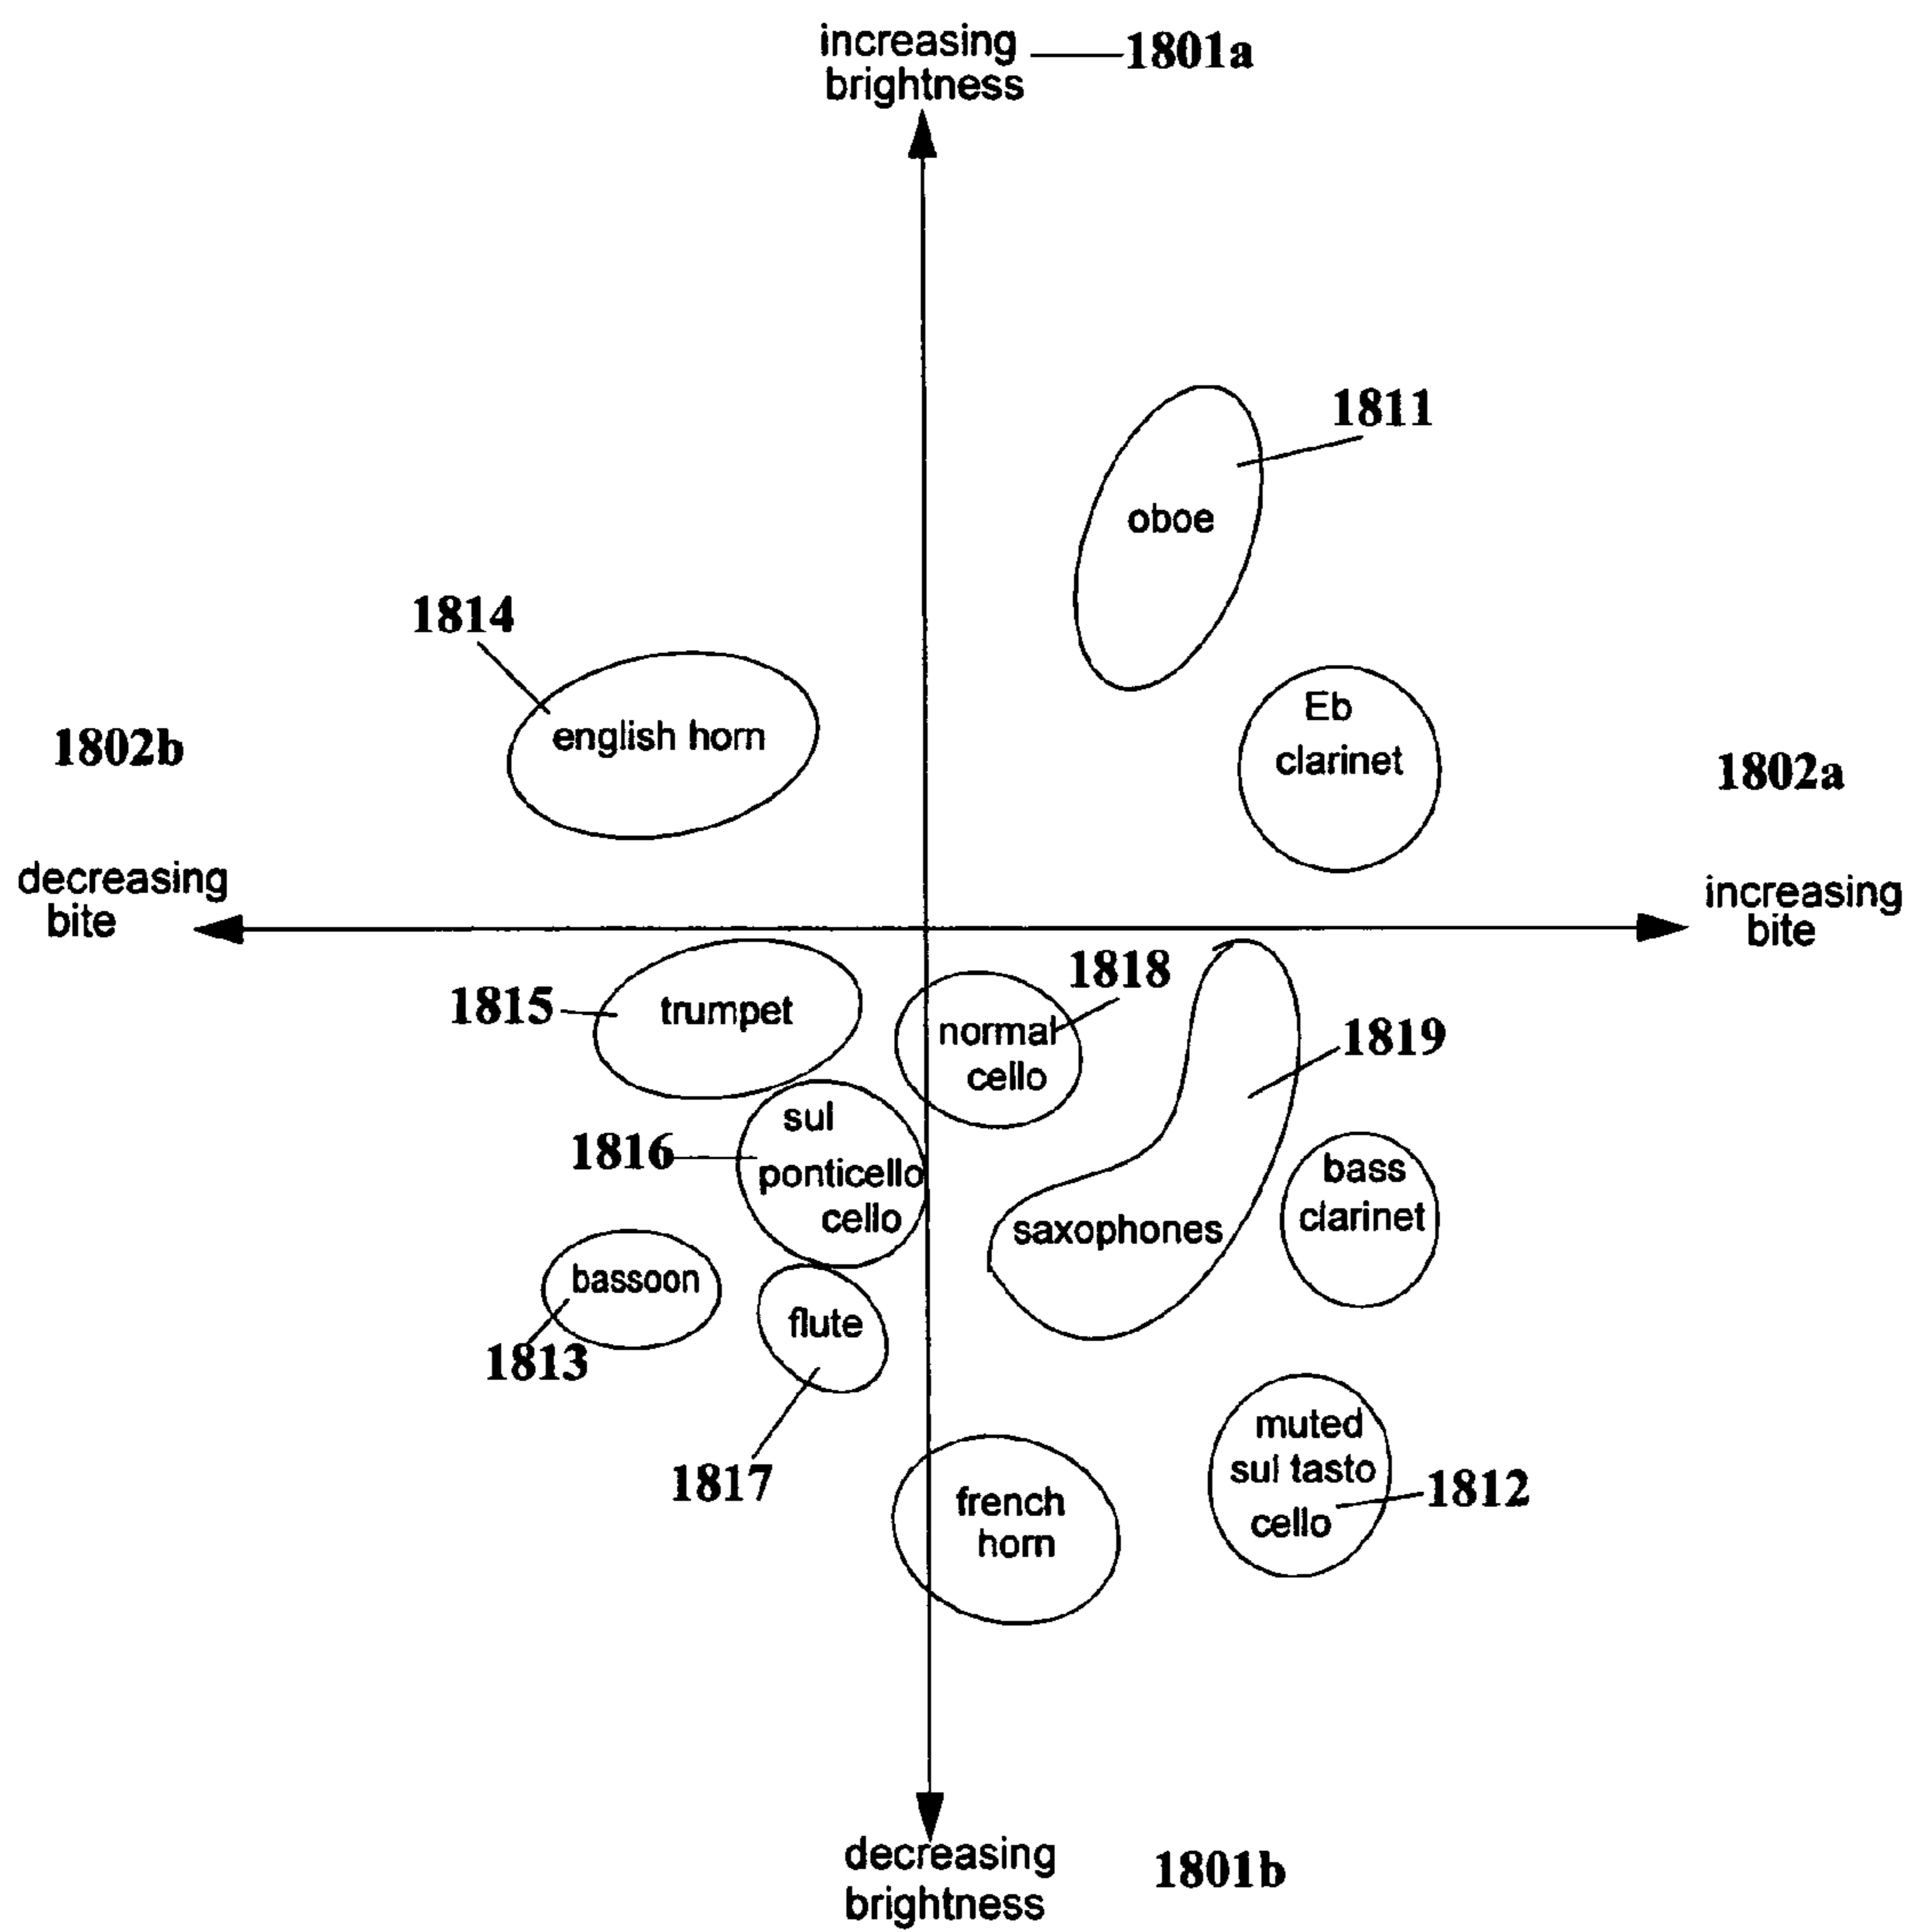 increasing
brightness
1801a
1811
oboe
1814
english horn
Eb
clarinet
1802b
1802a
decreasing
bite
increasing
bite
1815
trumpet
1818
normal
cello
1819
sul
ponticello
cello
1816
bass
clarinet
saxophones
bassoon
1813
flute
1817
muted
sul tasto
cello
1812
french
horn
decreasing
brightness
1801b